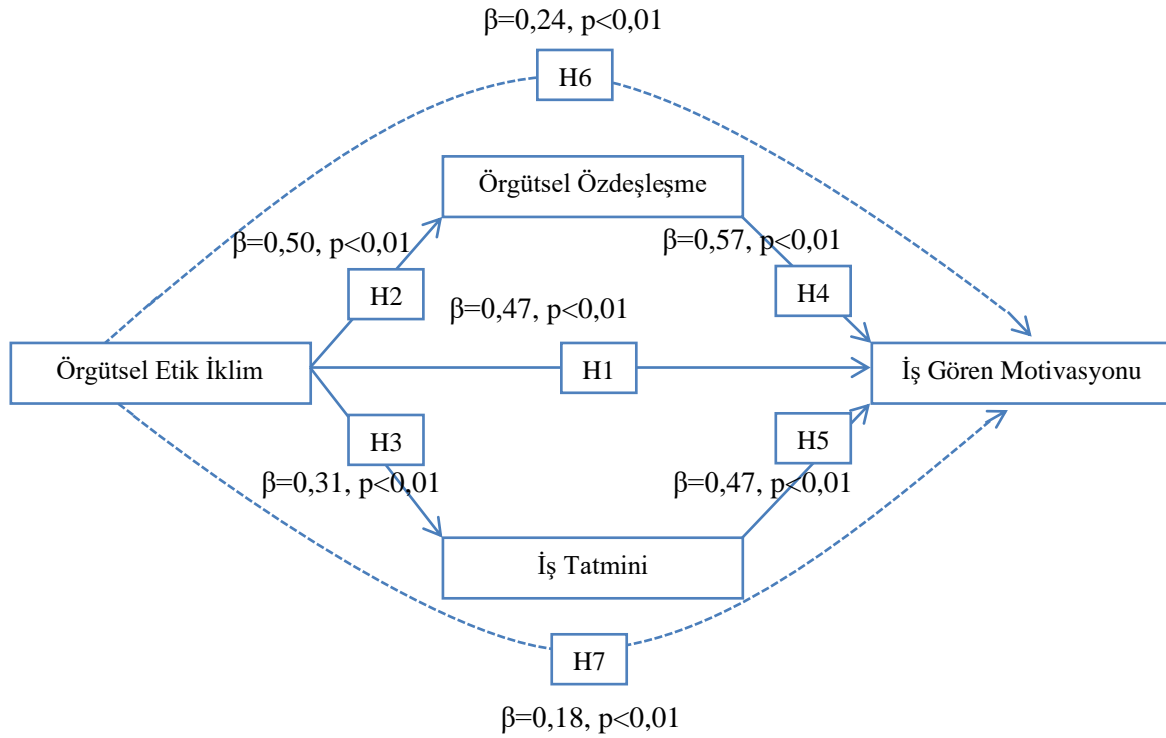 β=0,24, p<0,01
H6
Örgütsel Özdeşleşme
β=0,50, p<0,01
β=0,57, p<0,01
H2
H4
β=0,47, p<0,01
Örgütsel Etik İklim
H1
İş Gören Motivasyonu
H3
H5
β=0,31, p<0,01
β=0,47, p<0,01
İş Tatmini
H7
β=0,18, p<0,01